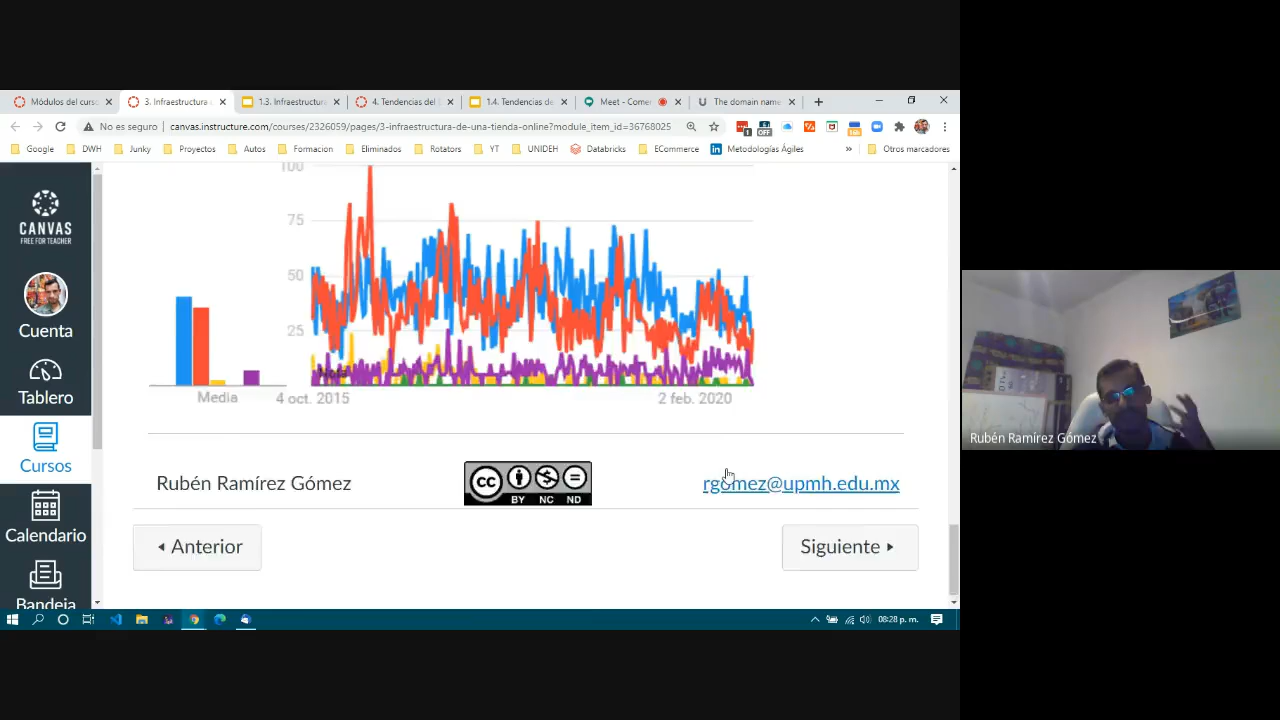 Módulos del curso
3. Infraestructura
1.3. Infraestructura
4. Tendencias del
1.4. Tendencias de
Meet - Comer
The domain name
No es seguro
canvas.instructure.com/courses/2326059/pages/3-infraestructura-de-una-tienda-online?module_item_id=36768025
Google
DWH
Junky
Proyectos
Autos
Formacion
Eliminados
Rotators
YT
UNIDEH
Databricks
ECommerce
Metodologías Ágiles
»
Otros marcadores
CANVAS
FREE FOR TEACHER
Cuenta
Tablero
Cursos
Calendario
Bandeja
100
75
50
25
Nota
Media
4 oct. 2015
2 feb. 2020
Rubén Ramírez Gómez
CC
BY NC ND
rgomez@upmh.edu.mx
Anterior
Siguiente
08:28 p. m.
Rubén Ramírez Gómez